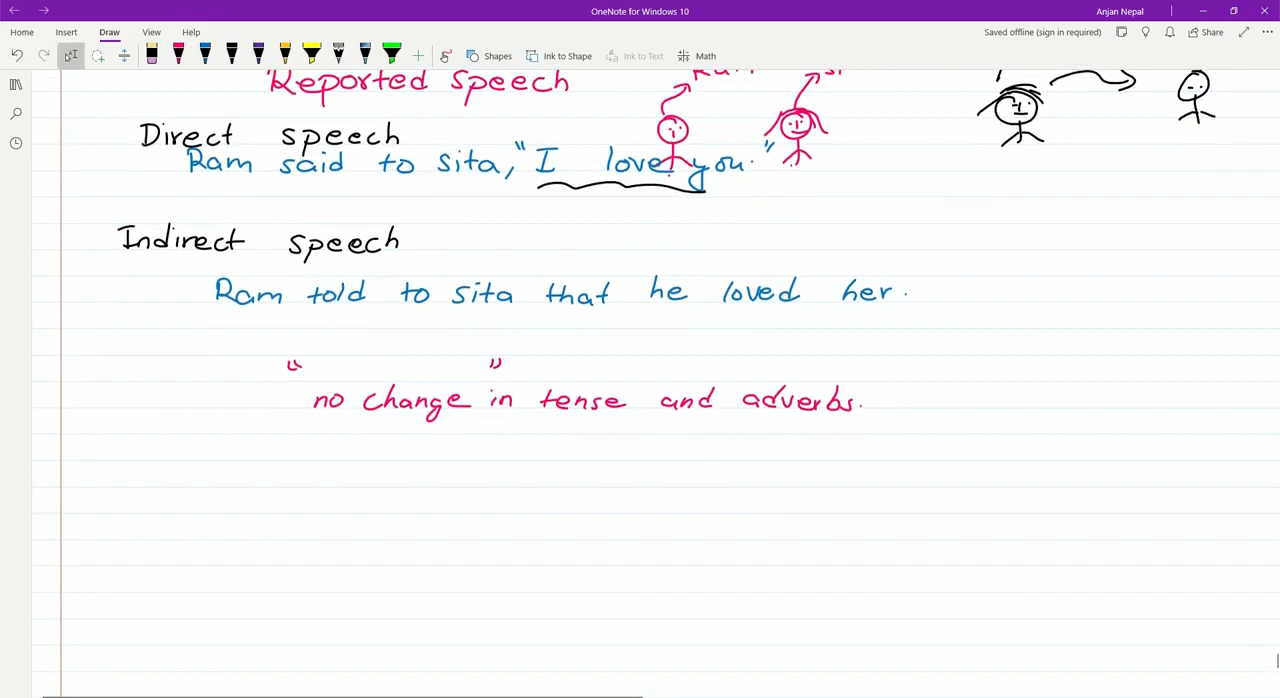 OneNote for Windows 10
Anjan Nepal
Home Insert Draw View Help
Saved offline (sign in required) Share
Shapes Ink to Shape Ink to Text Math
Reported speech
Direct speech
Ram said to sita, "I love you."
Indirect speech
Ram told to sita that he loved her.
" "
no change in tense and adverbs.